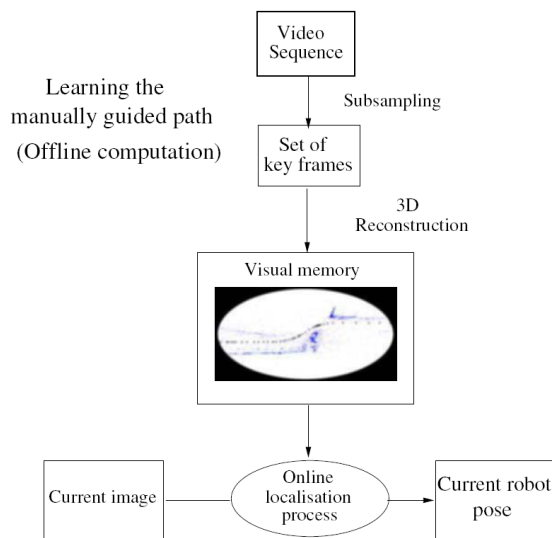 Video
Sequence
Learning the
manually guided path
(Offline computation)
Subsampling
Set of
key frames
3D
Reconstruction
Visual memory
Current image
Online
localisation
process
Current robot
pose